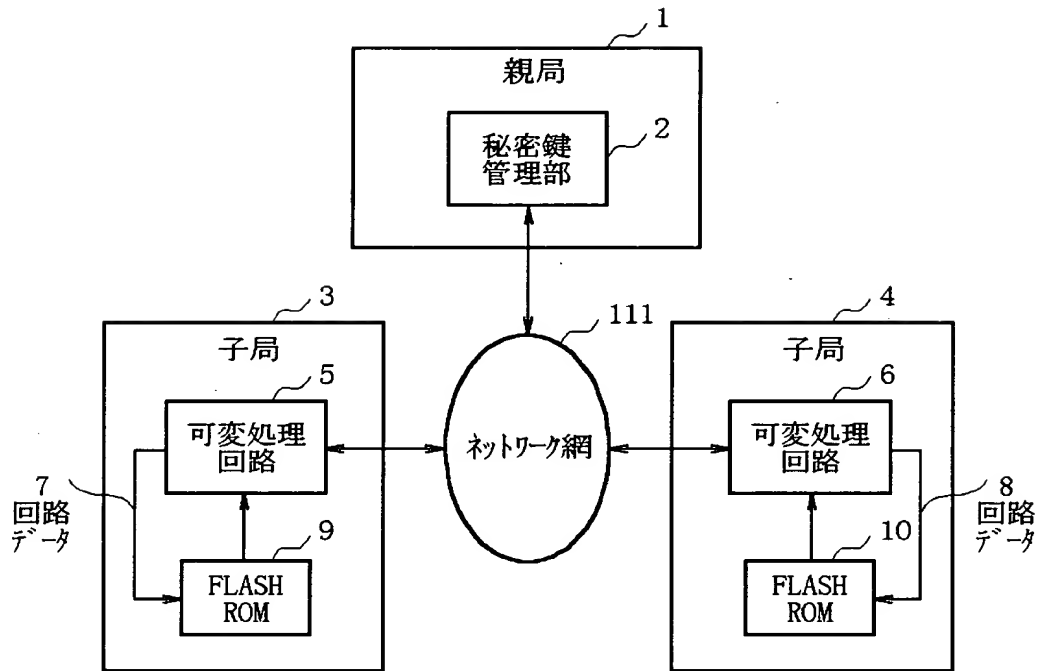 1
親局
2
秘密鍵
管理部
3
子局
5
可変処理
回路
7
回路
データ
9
FLASH
ROM
111
ネットワーク網
4
子局
6
可変処理
回路
8
回路
データ
10
FLASH
ROM